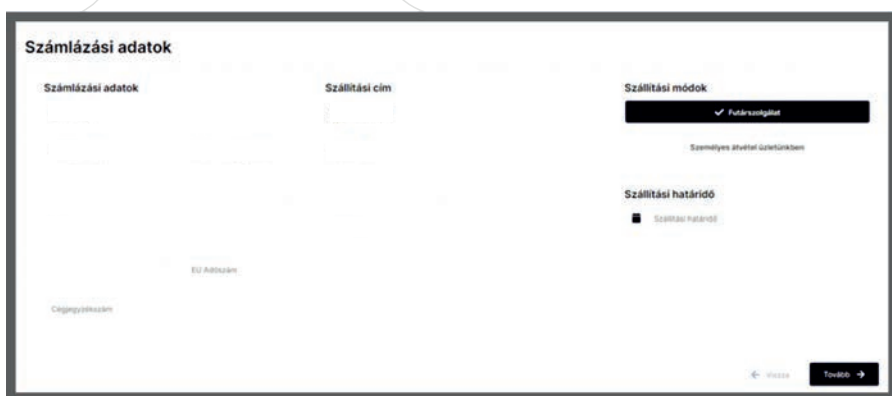 Számlázási adatok
Számlázási adatok
Szállítási cím
Szállítási módok
Futárszolgálat
Személyes átvétel üzletünkben
Szállítási határidő
Szállítási határidő
EU Adószám
Cégjegyzékszám
Vissza
Tovább